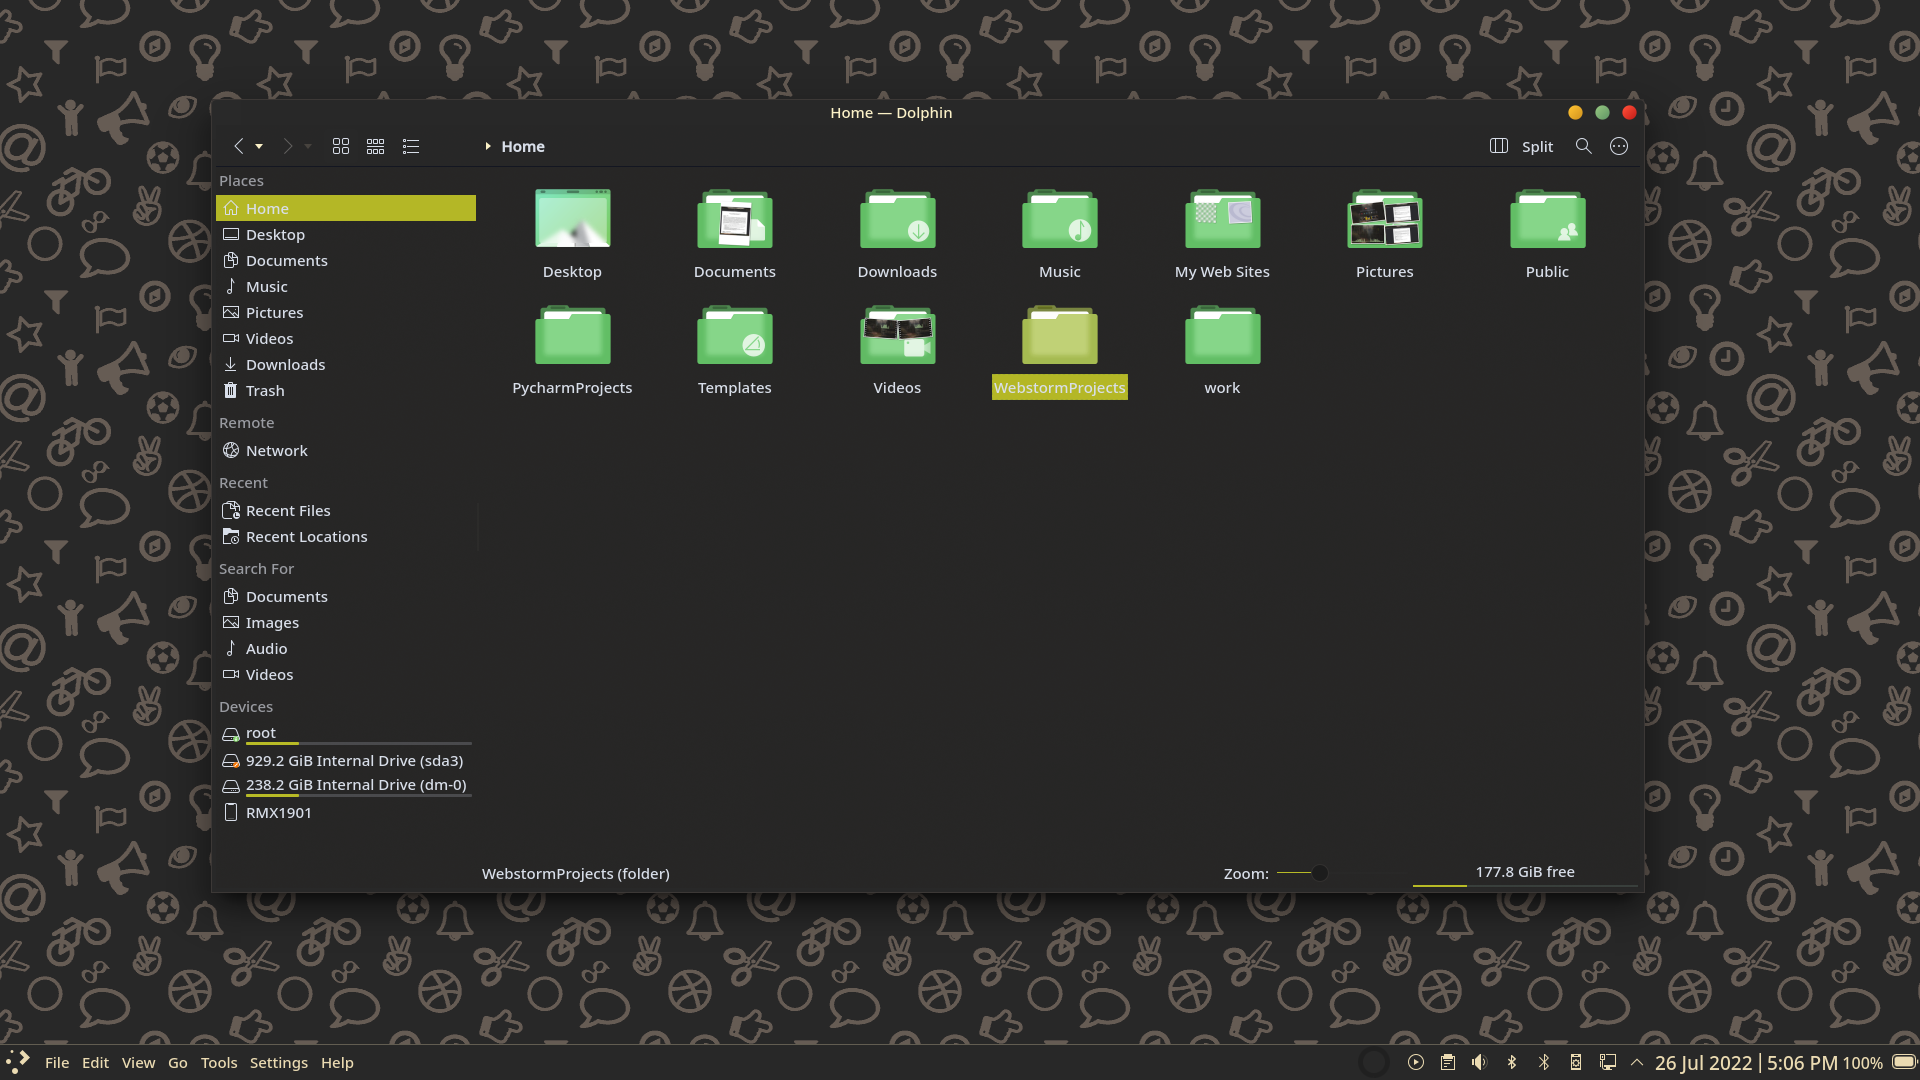 Home — Dolphin
Home
Split
Places
Home
Desktop
Documents
Music
Pictures
Videos
Downloads
Trash
Remote
Network
Recent
Recent Files
Recent Locations
Search For
Documents
Images
Audio
Videos
Devices
root
929.2 GiB Internal Drive (sda3)
238.2 GiB Internal Drive (dm-0)
RMX1901
Desktop Documents Downloads Music My Web Sites Pictures Public
PycharmProjects Templates Videos WebstormProjects work
WebstormProjects (folder) Zoom: 177.8 GiB free
File Edit View Go Tools Settings Help 26 Jul 2022 | 5:06 PM 100%